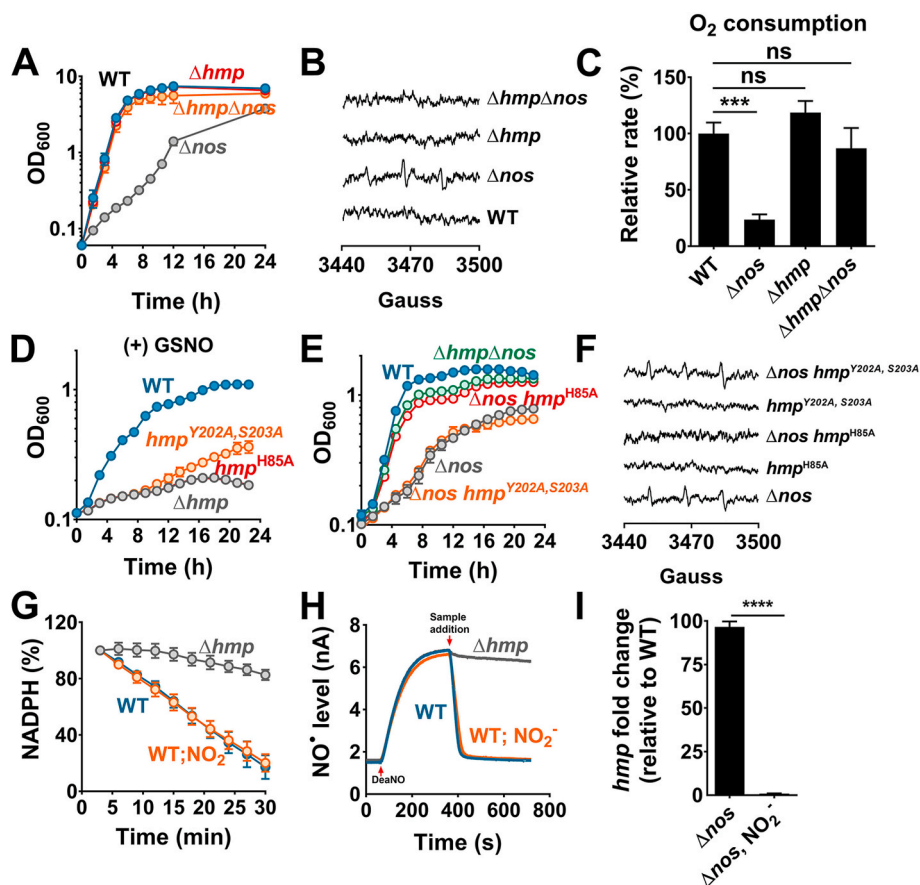 A
WT
Δhmp
ΔhmpΔnos
Δnos
OD600
10
1
0.1
0 4 8 12 16 20 24
Time (h)
B
ΔhmpΔnos
Δhmp
Δnos
WT
3440 3470 3500
Gauss
C
O2 consumption
ns
ns
***
Relative rate (%)
150
100
50
0
WT
Δnos
Δhmp
ΔhmpΔnos
D
(+) GSNO
WT
hmpY202A,S203A
hmpH85A
Δhmp
OD600
1
0.1
0 4 8 12 16 20 24
Time (h)
E
WT
ΔhmpΔnos
Δnos hmpH85A
Δnos
Δnos hmpY202A,S203A
OD600
1
0.1
0 4 8 12 16 20 24
Time (h)
F
Δnos hmpY202A, S203A
hmpY202A, S203A
Δnos hmpH85A
hmpH85A
Δnos
3440 3470 3500
Gauss
G
Δhmp
WT
WT;NO2-
NADPH (%)
120
80
40
0
0 5 10 15 20 25 30
Time (min)
H
Sample
addition
Δhmp
WT
WT; NO2-
DeaNO
NO• level (nA)
8
6
4
2
0
0 200 400 600 800
Time (s)
I
****
hmp fold change
(relative to WT)
100
75
50
25
0
Δnos
Δnos, NO2-